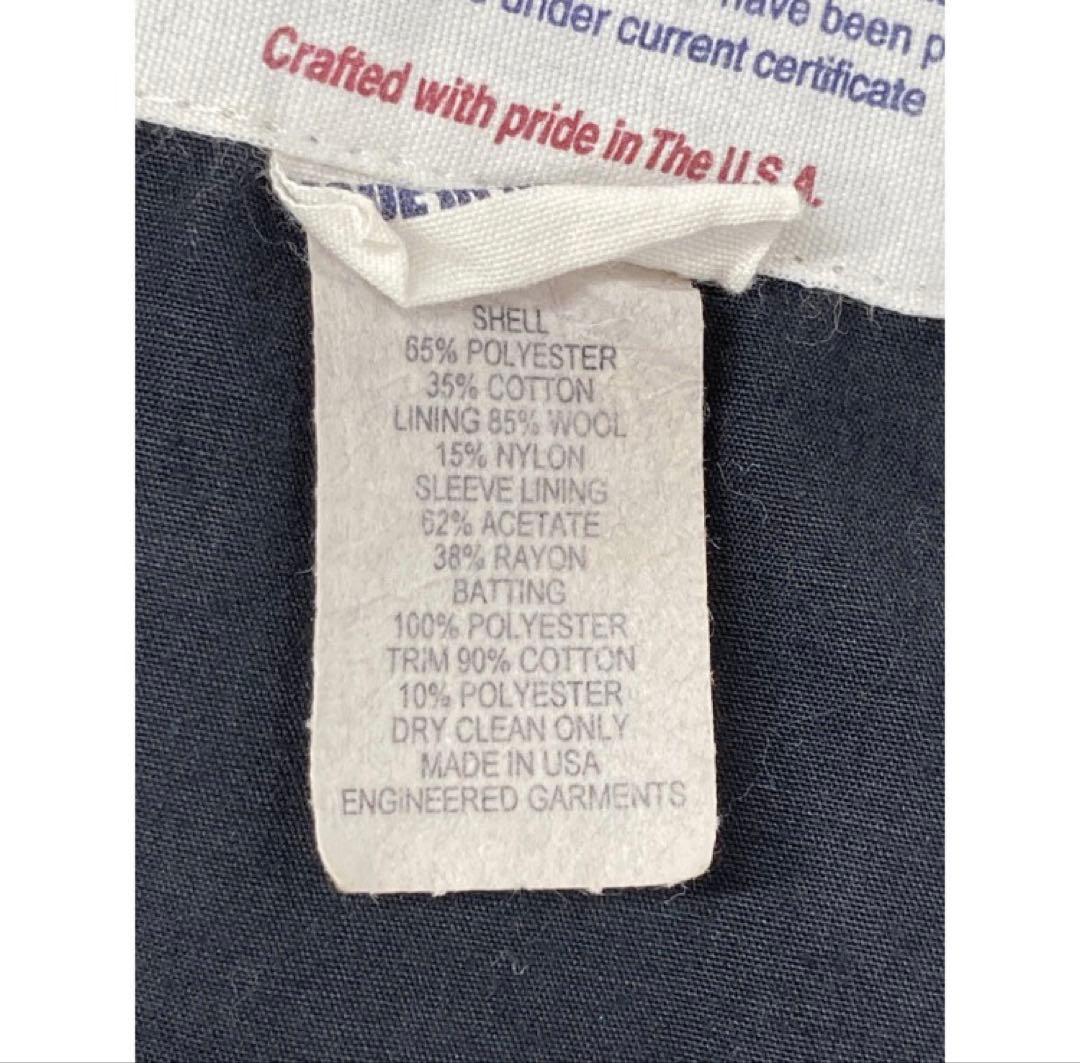 have been p
under current certificate
Crafted with pride in The U.S.A.
SHELL
65% POLYESTER
35% COTTON
LINING 85% WOOL
15% NYLON
SLEEVE LINING
62% ACETATE
38% RAYON
BATTING
100% POLYESTER
TRIM 90% COTTON
10% POLYESTER
DRY CLEAN ONLY
MADE IN USA
ENGINEERED GARMENTS